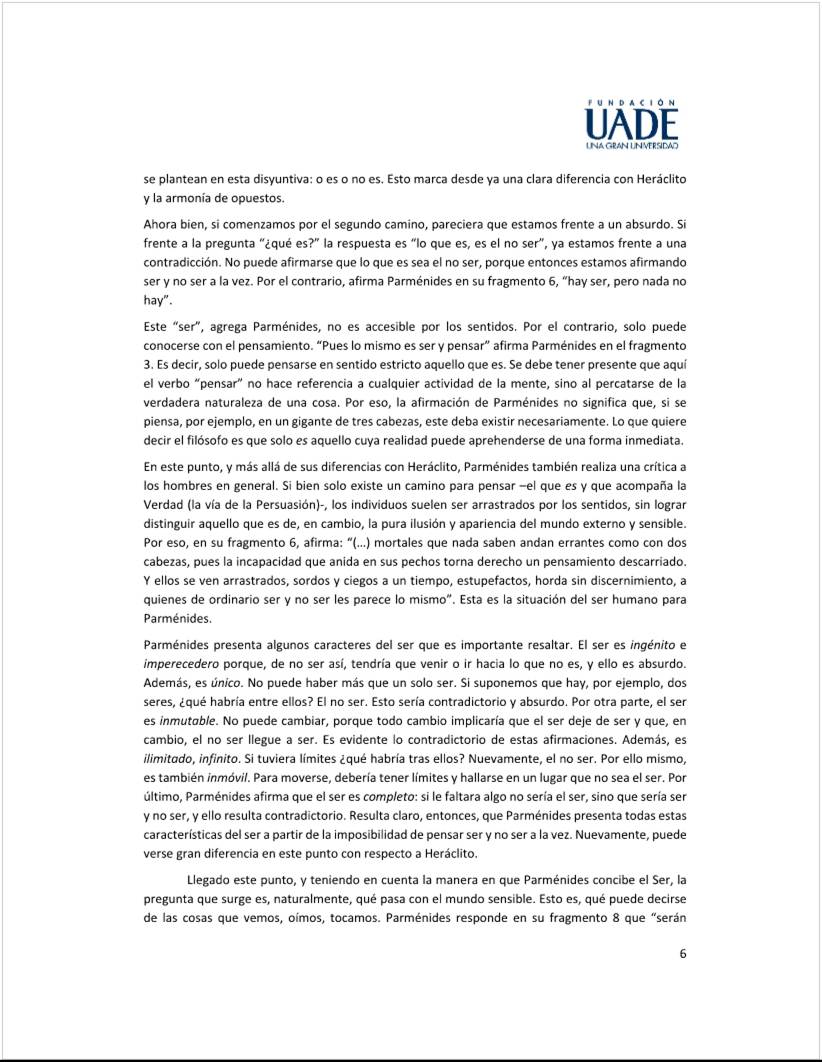 FUNDACIÓN
UADE
UNA GRAN UNIVERSIDAD
se plantean en esta disyuntiva: o es o no es. Esto marca desde ya una clara diferencia con Heráclito
y la armonía de opuestos.
Ahora bien, si comenzamos por el segundo camino, pareciera que estamos frente a un absurdo. Si
frente a la pregunta “¿qué es?” la respuesta es “lo que es, es el no ser”, ya estamos frente a una
contradicción. No puede afirmarse que lo que es sea el no ser, porque entonces estamos afirmando
ser y no ser a la vez. Por el contrario, afirma Parménides en su fragmento 6, “hay ser, pero nada no
hay”.
Este “ser”, agrega Parménides, no es accesible por los sentidos. Por el contrario, solo puede
conocerse con el pensamiento. “Pues lo mismo es ser y pensar” afirma Parménides en el fragmento
3. Es decir, solo puede pensarse en sentido estricto aquello que es. Se debe tener presente que aquí
el verbo “pensar” no hace referencia a cualquier actividad de la mente, sino al percatarse de la
verdadera naturaleza de una cosa. Por eso, la afirmación de Parménides no significa que, si se
piensa, por ejemplo, en un gigante de tres cabezas, este deba existir necesariamente. Lo que quiere
decir el filósofo es que solo es aquello cuya realidad puede aprehenderse de una forma inmediata.
En este punto, y más allá de sus diferencias con Heráclito, Parménides también realiza una crítica a
los hombres en general. Si bien solo existe un camino para pensar –el que es y que acompaña la
Verdad (la vía de la Persuasión)-, los individuos suelen ser arrastrados por los sentidos, sin lograr
distinguir aquello que es de, en cambio, la pura ilusión y apariencia del mundo externo y sensible.
Por eso, en su fragmento 6, afirma: “(...) mortales que nada saben andan errantes como con dos
cabezas, pues la incapacidad que anida en sus pechos torna derecho un pensamiento descarriado.
Y ellos se ven arrastrados, sordos y ciegos a un tiempo, estupefactos, horda sin discernimiento, a
quienes de ordinario ser y no ser les parece lo mismo”. Esta es la situación del ser humano para
Parménides.
Parménides presenta algunos caracteres del ser que es importante resaltar. El ser es ingénito e
imperecedero porque, de no ser así, tendría que venir o ir hacia lo que no es, y ello es absurdo.
Además, es único. No puede haber más que un solo ser. Si suponemos que hay, por ejemplo, dos
seres, ¿qué habría entre ellos? El no ser. Esto sería contradictorio y absurdo. Por otra parte, el ser
es inmutable. No puede cambiar, porque todo cambio implicaría que el ser deje de ser y que, en
cambio, el no ser llegue a ser. Es evidente lo contradictorio de estas afirmaciones. Además, es
ilimitado, infinito. Si tuviera límites ¿qué habría tras ellos? Nuevamente, el no ser. Por ello mismo,
es también inmóvil. Para moverse, debería tener límites y hallarse en un lugar que no sea el ser. Por
último, Parménides afirma que el ser es completo: si le faltara algo no sería el ser, sino que sería ser
y no ser, y ello resulta contradictorio. Resulta claro, entonces, que Parménides presenta todas estas
características del ser a partir de la imposibilidad de pensar ser y no ser a la vez. Nuevamente, puede
verse gran diferencia en este punto con respecto a Heráclito.
Llegado este punto, y teniendo en cuenta la manera en que Parménides concibe el Ser, la
pregunta que surge es, naturalmente, qué pasa con el mundo sensible. Esto es, qué puede decirse
de las cosas que vemos, oímos, tocamos. Parménides responde en su fragmento 8 que “serán
6